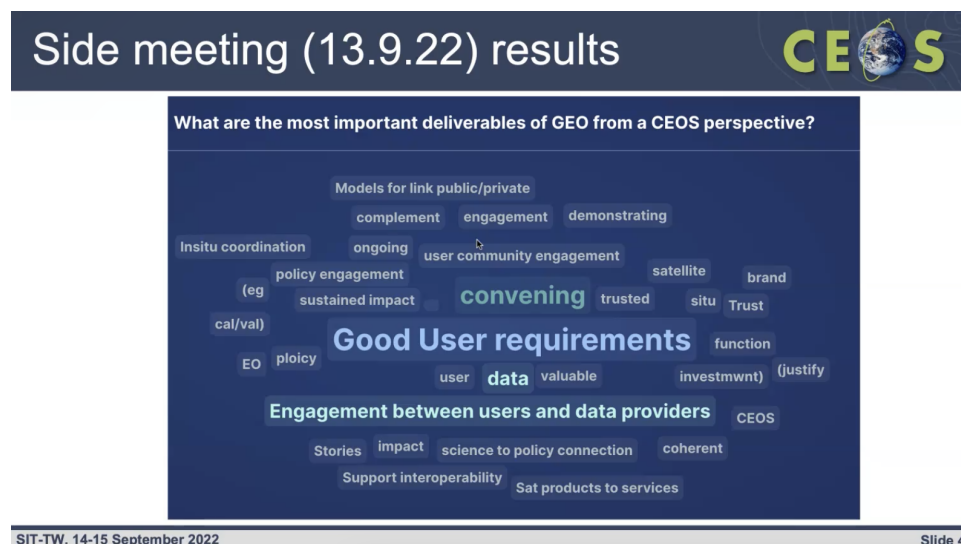 Side meeting (13.9.22) results
CEOS
What are the most important deliverables of GEO from a CEOS perspective?
Models for link public/private
complement engagement demonstrating
Insitu coordination ongoing user community engagement
policy engagement satellite brand
(eg sustained impact convening trusted situ Trust
cal/val) Good User requirements function
EO ploicy
user data valuable investmwnt) (justify
Engagement between users and data providers CEOS
Stories impact science to policy connection coherent
Support interoperability Sat products to services
SIT-TW, 14-15 September 2022
Slide 4